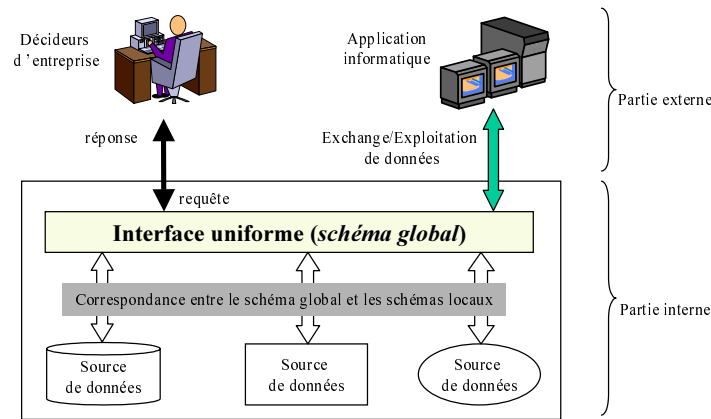 Décideurs
d 'entreprise
Application
informatique
Partie externe
réponse
Exchange/Exploitation
de données
requête
Interface uniforme (schéma global)
Correspondance entre le schéma global et les schémas locaux
Partie interne
Source
de données
Source
de données
Source
de données